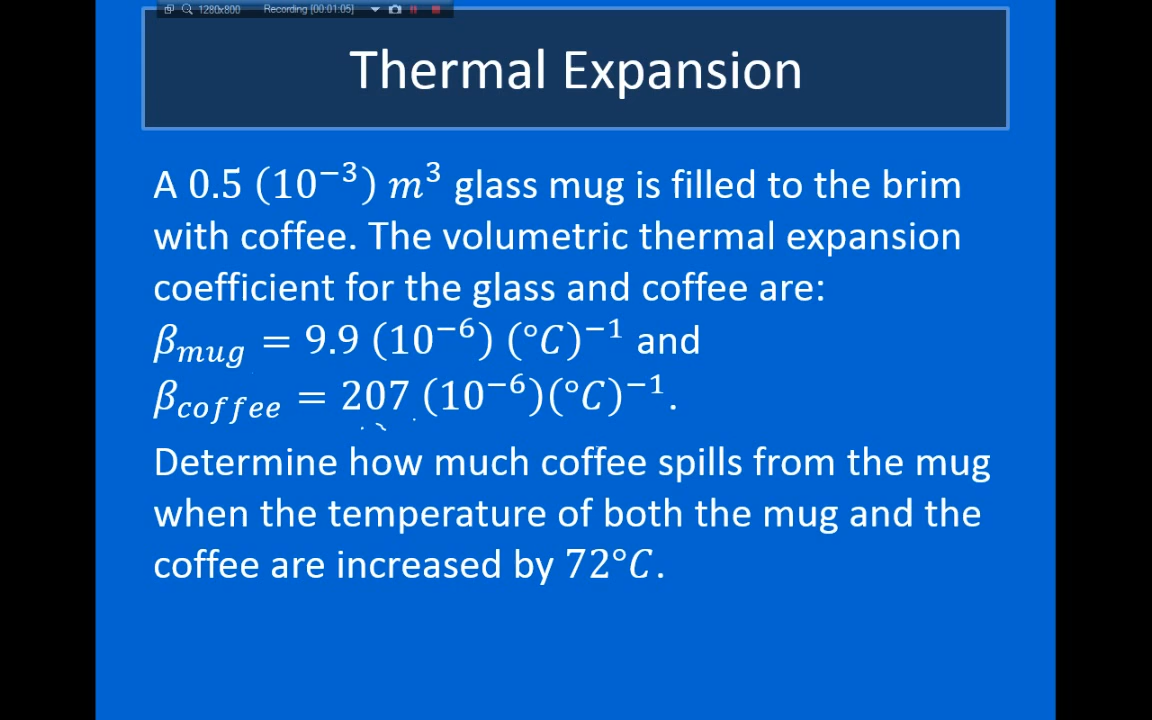 1280x800 Recording [00:01:05]
Thermal Expansion
A 0.5 (10⁻³) m³ glass mug is filled to the brim
with coffee. The volumetric thermal expansion
coefficient for the glass and coffee are:
β_mug = 9.9 (10⁻⁶) (°C)⁻¹ and
β_coffee = 207 (10⁻⁶)(°C)⁻¹.
Determine how much coffee spills from the mug
when the temperature of both the mug and the
coffee are increased by 72°C.